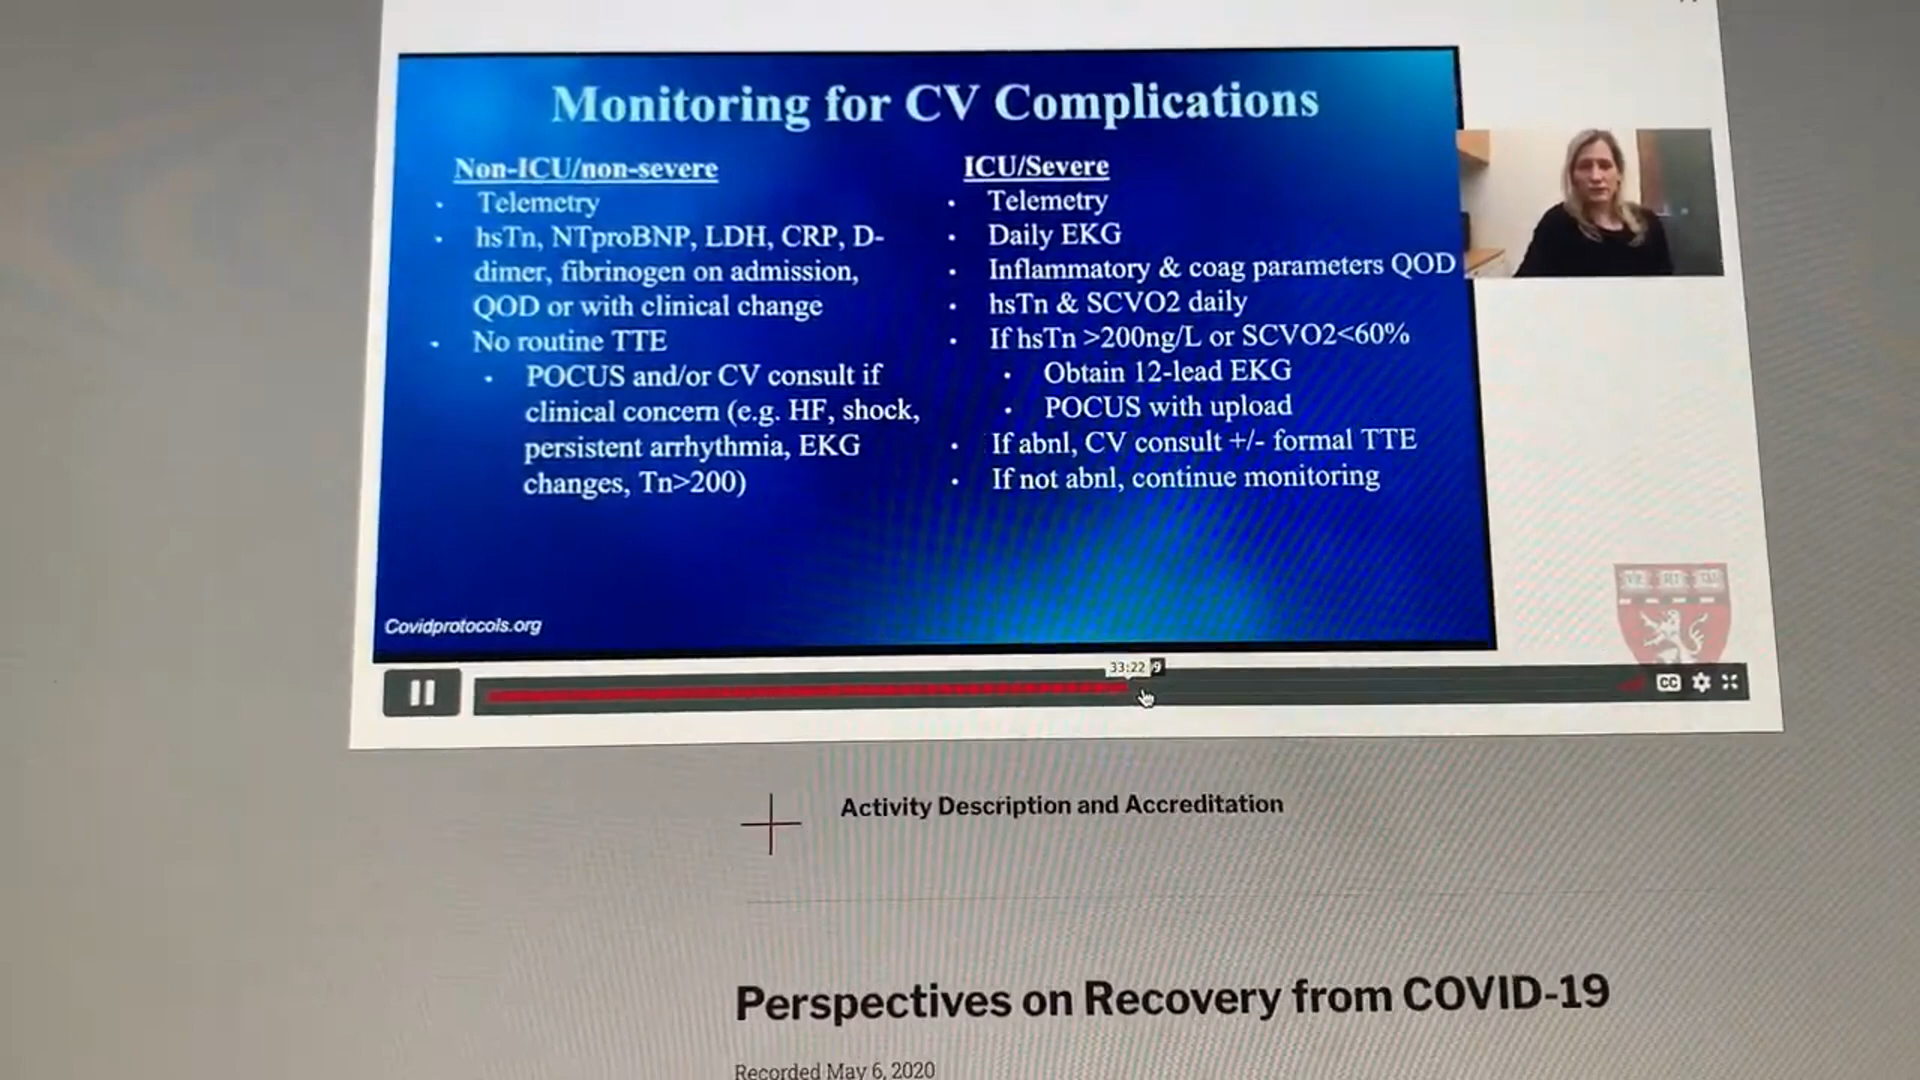 Monitoring for CV Complications
Non-ICU/non-severe
• Telemetry
• hsTn, NTproBNP, LDH, CRP, D-
dimer, fibrinogen on admission,
QOD or with clinical change
• No routine TTE
• POCUS and/or CV consult if
clinical concern (e.g. HF, shock,
persistent arrhythmia, EKG
changes, Tn>200)
ICU/Severe
• Telemetry
• Daily EKG
• Inflammatory & coag parameters QOD
• hsTn & SCVO2 daily
• If hsTn >200ng/L or SCVO2<60%
• Obtain 12-lead EKG
• POCUS with upload
• If abnl, CV consult +/- formal TTE
• If not abnl, continue monitoring
Covidprotocols.org
VE RI TAS
33:22
CC
Activity Description and Accreditation
Perspectives on Recovery from COVID-19
Recorded May 6, 2020